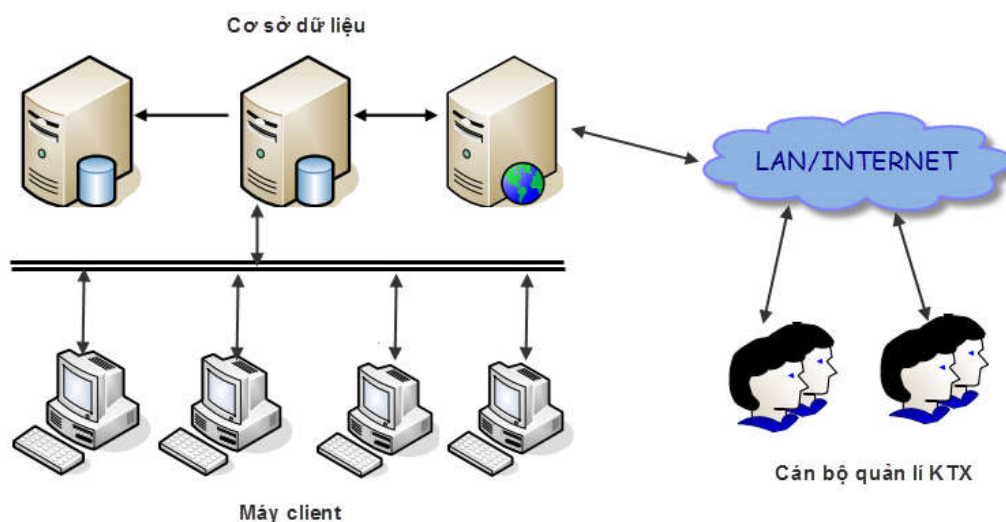 Cơ sở dữ liệu
LAN/INTERNET
Cán bộ quản lí KTX
Máy client